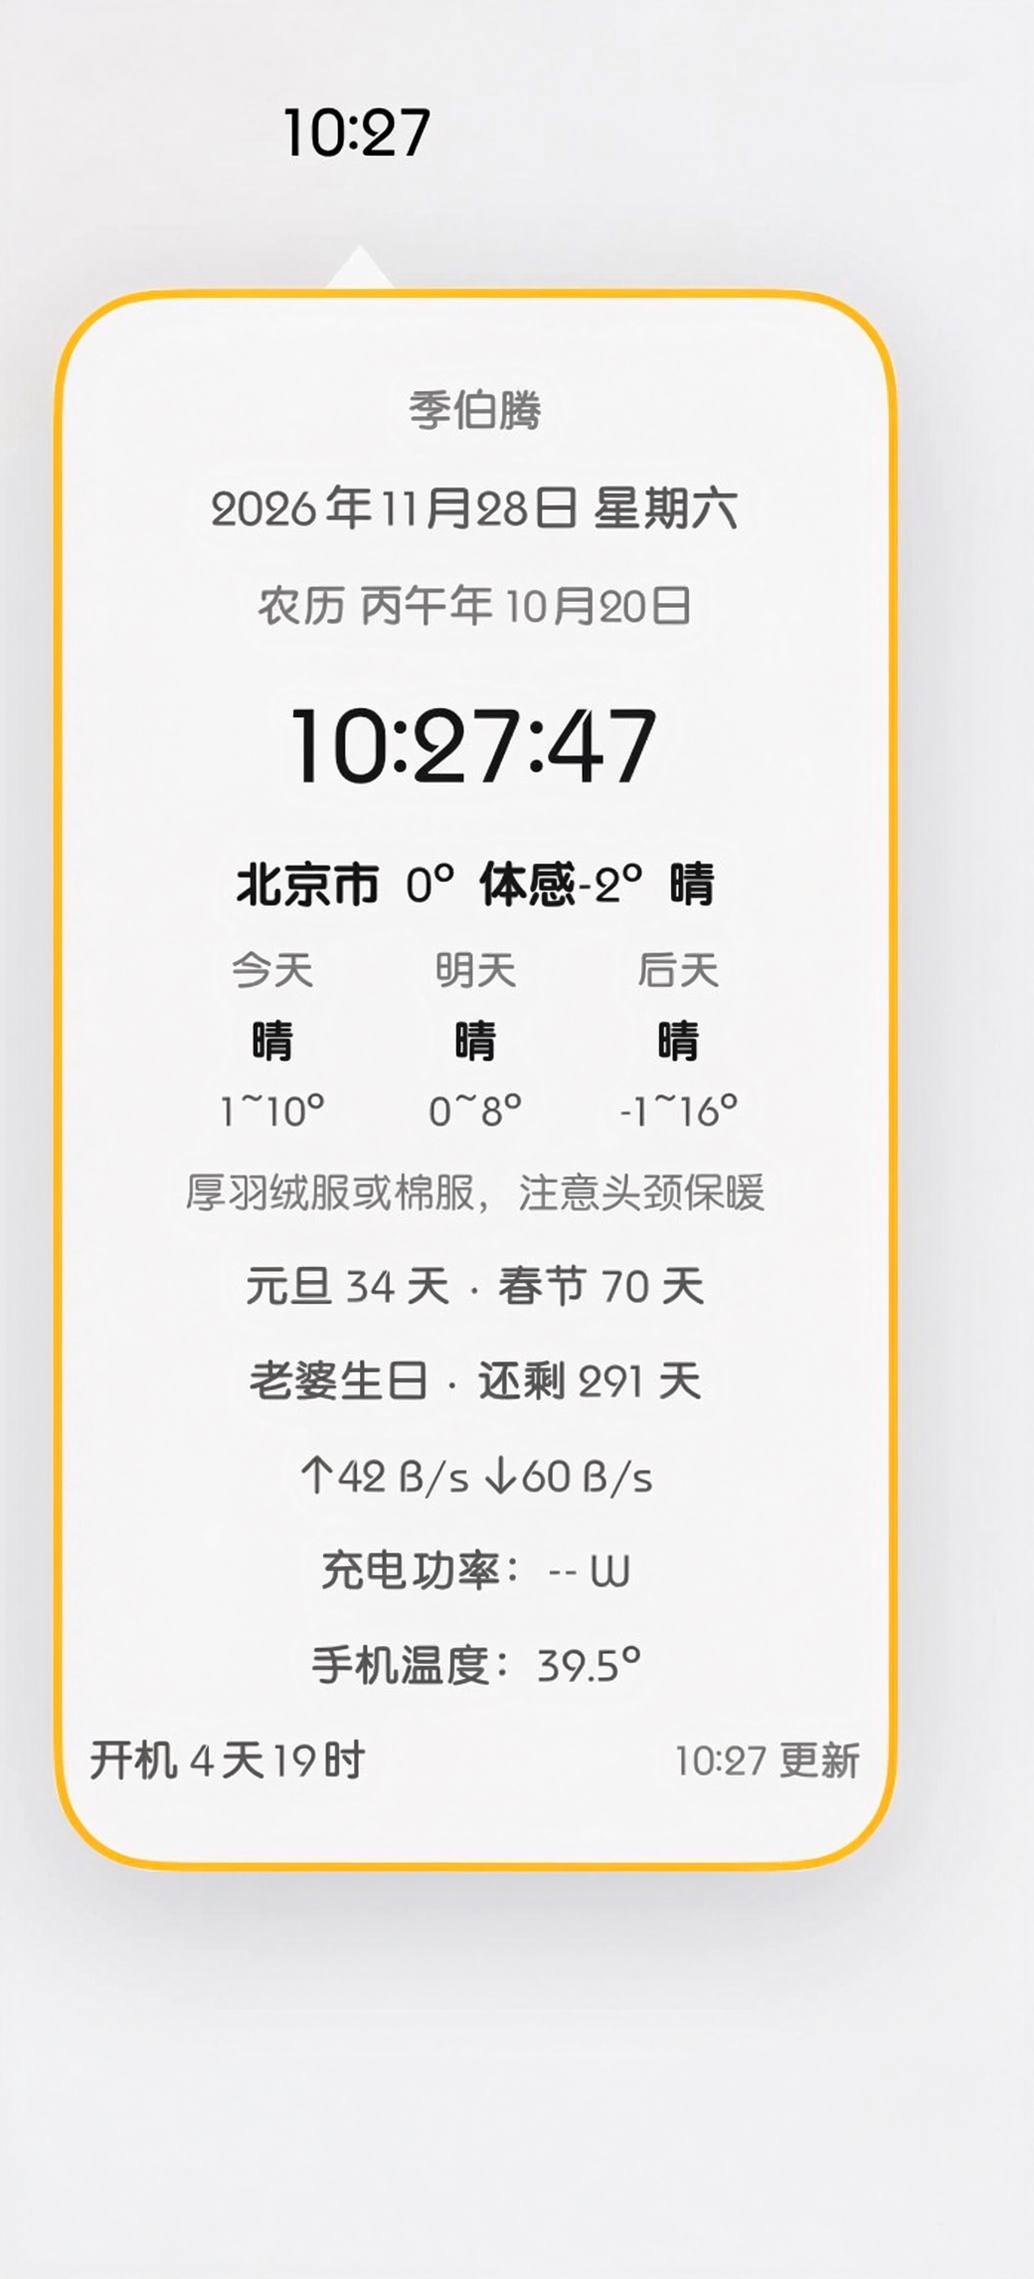 10:27
季伯腾
2026年11月28日 星期六
农历 丙午年 10月20日
10:27:47
北京市 0° 体感-2° 晴
今天 明天 后天
晴 晴 晴
1~10° 0~8° -1~16°
厚羽绒服或棉服，注意头颈保暖
元旦 34 天 · 春节 70 天
老婆生日 · 还剩 291 天
↑42 B/s ↓60 B/s
充电功率：-- W
手机温度：39.5°
开机 4天19时 10:27 更新